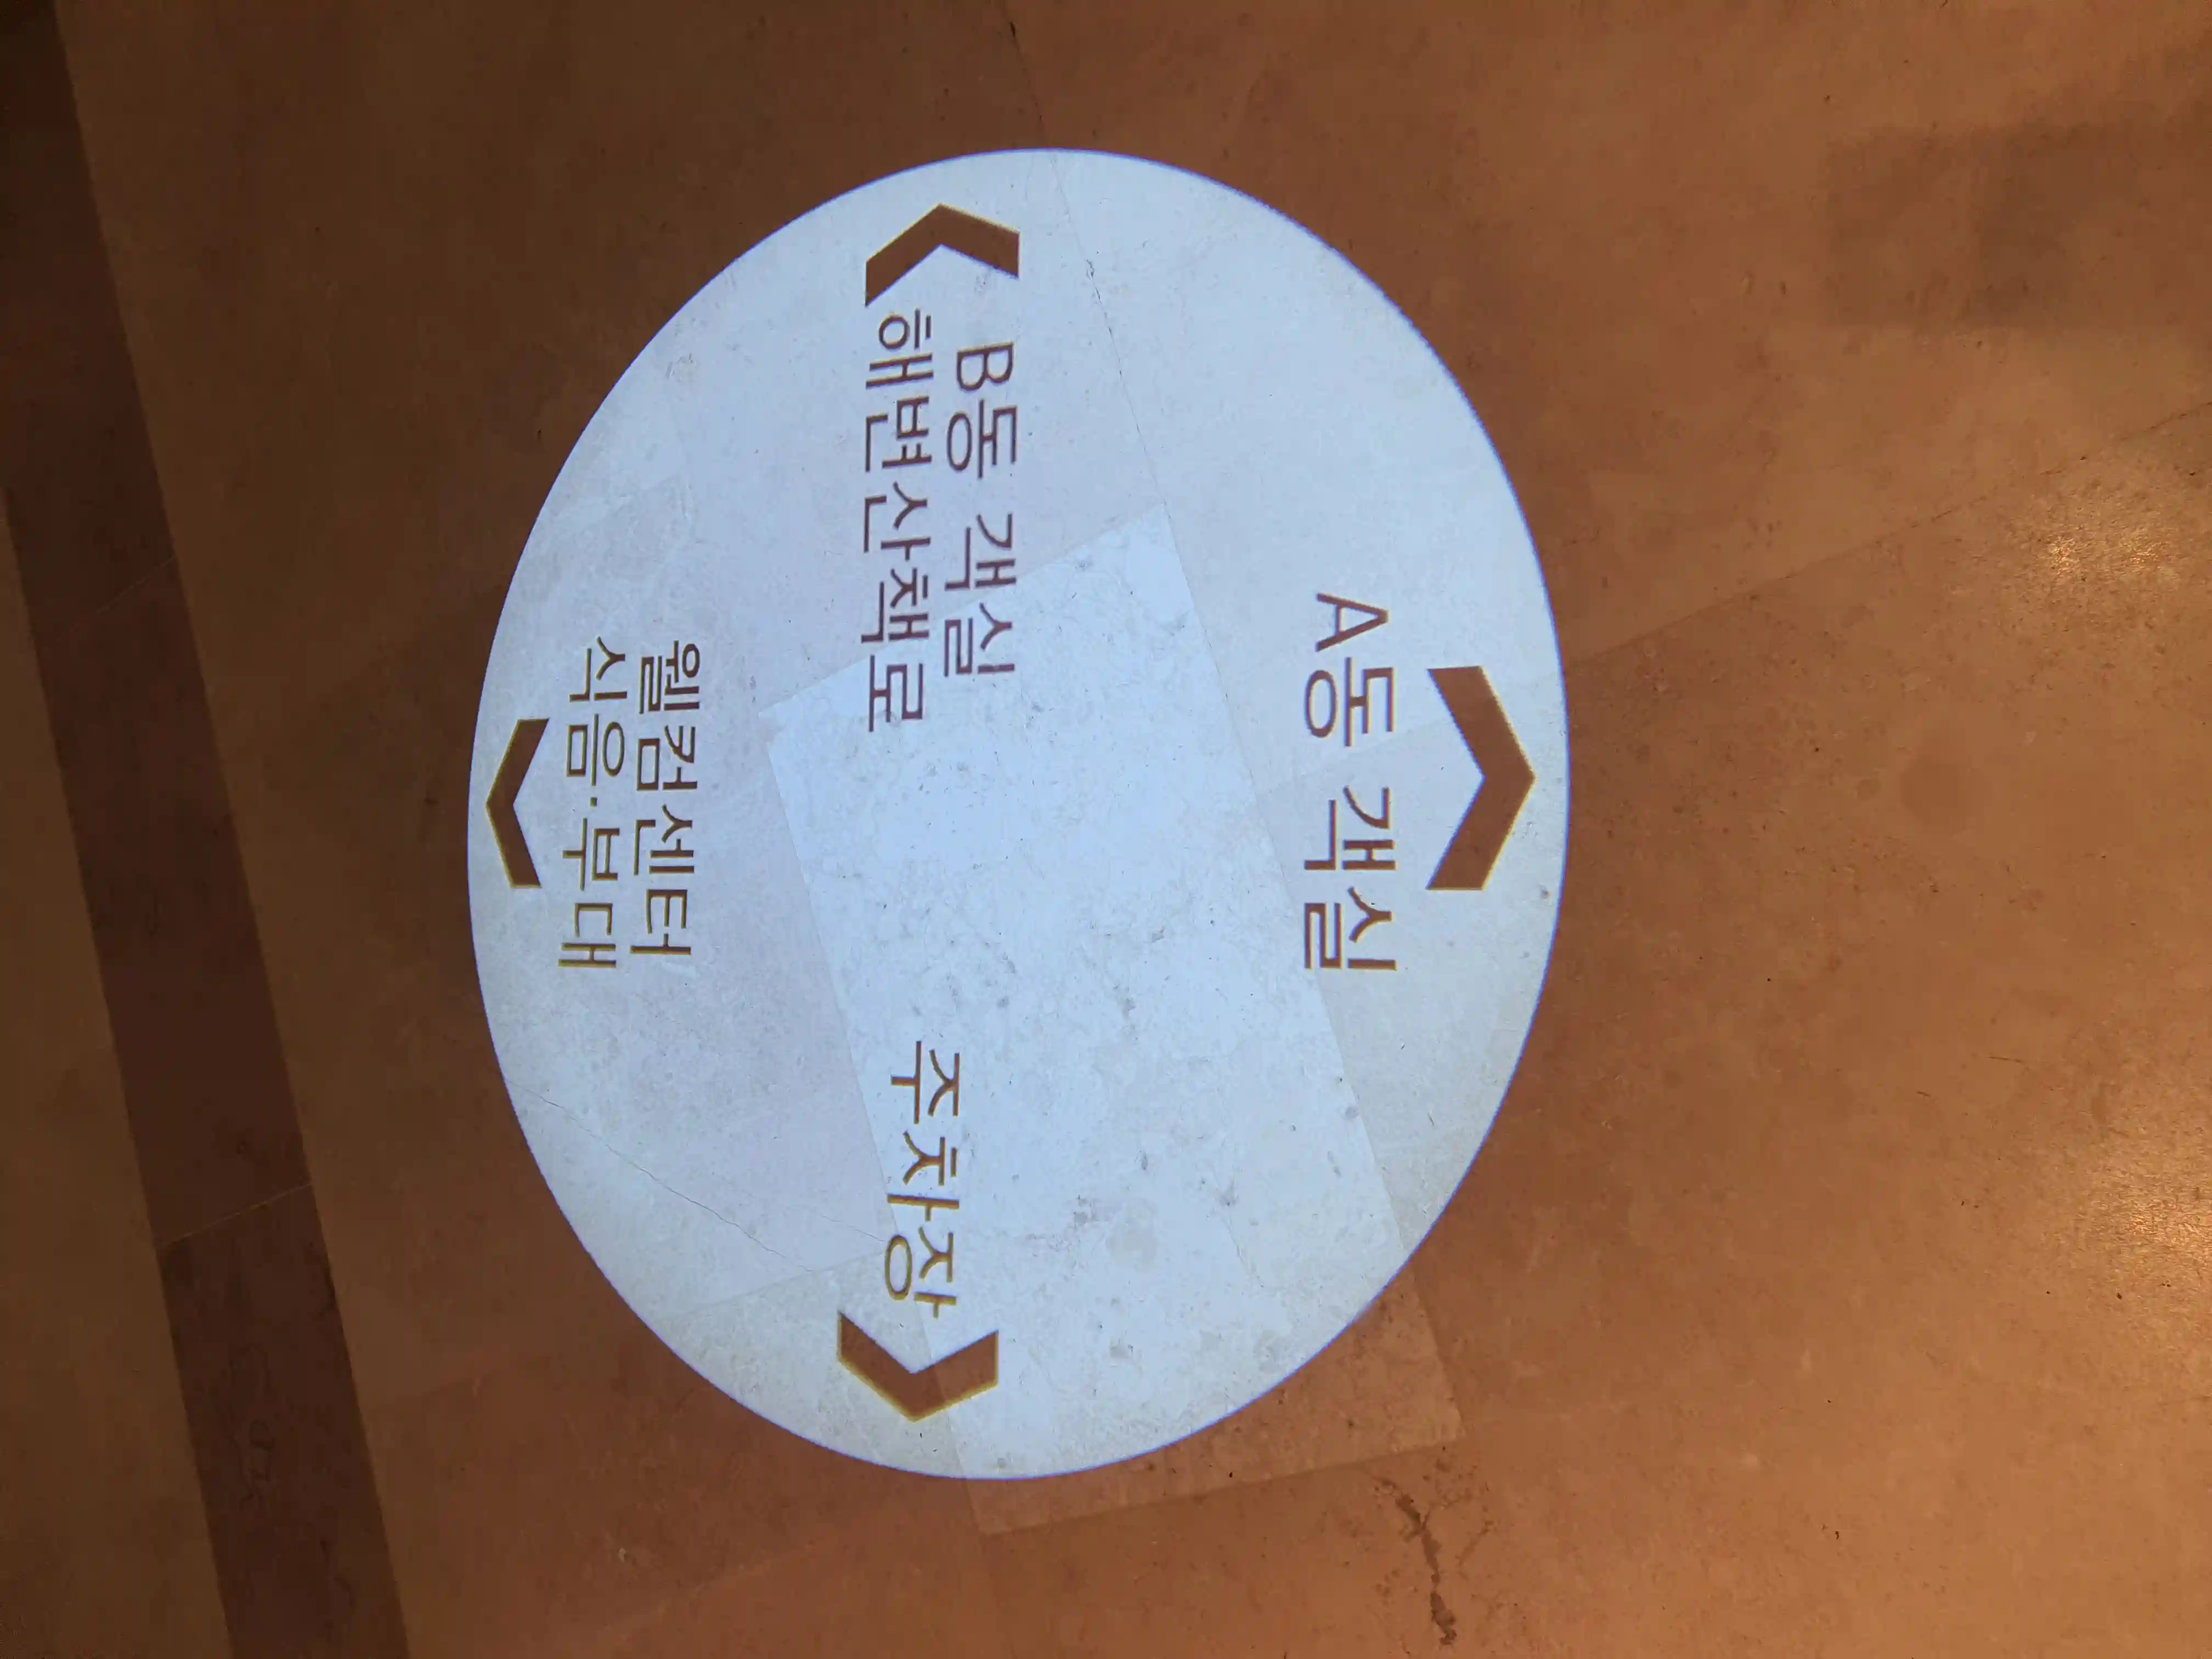 A동 객실
B동 객실
해변산책로
주차장
웰컴센터
식음·부대